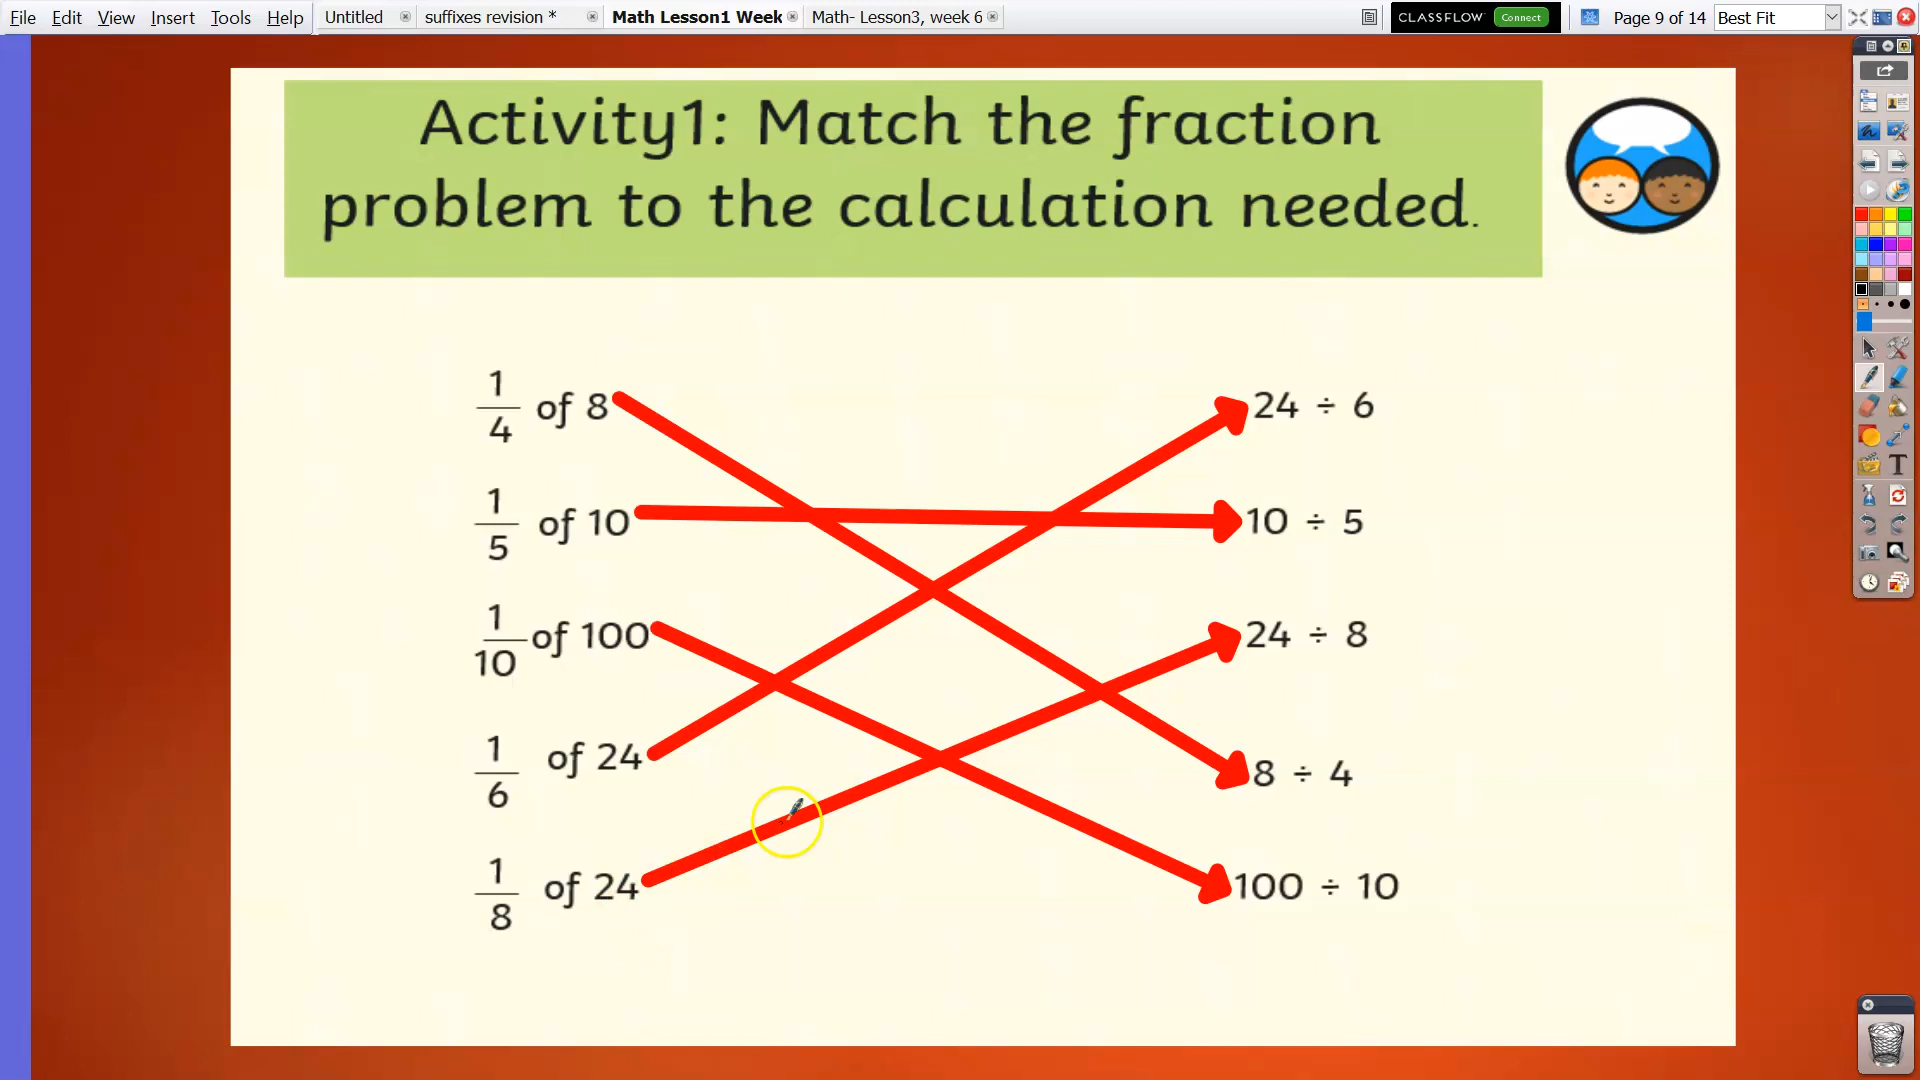 File Edit View Insert Tools Help Untitled suffixes revision * Math Lesson1 Week Math- Lesson3, week 6 CLASSFLOW Connect Page 9 of 14 Best Fit
Activity1: Match the fraction
problem to the calculation needed.
1/4 of 8 24 ÷ 6
1/5 of 10 10 ÷ 5
1/10 of 100 24 ÷ 8
1/6 of 24 8 ÷ 4
1/8 of 24 100 ÷ 10